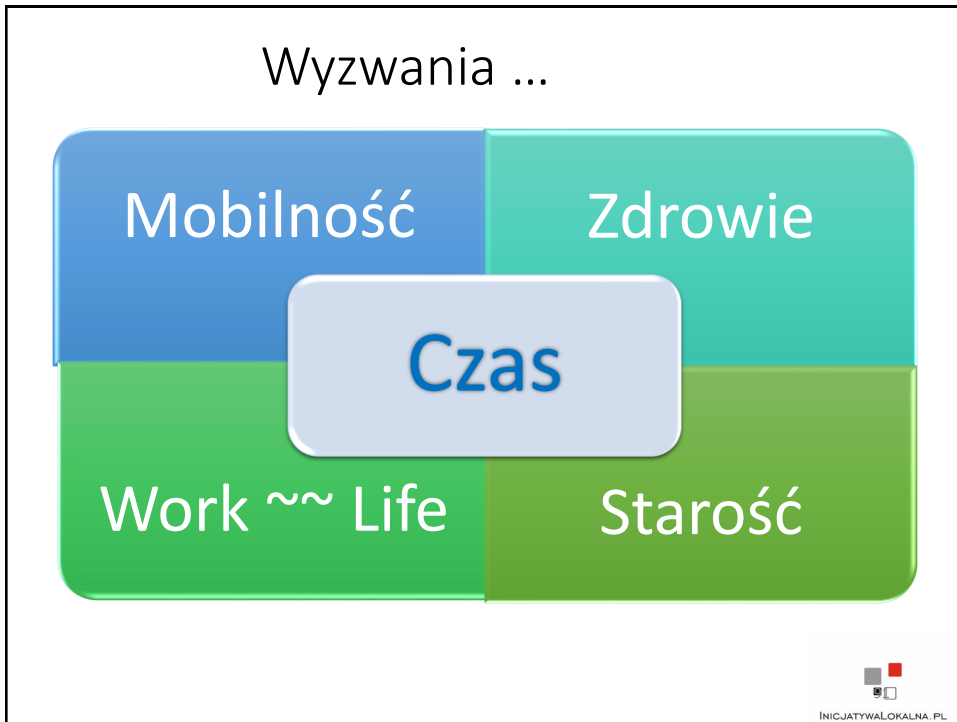 Wyzwania ...
Mobilność
Zdrowie
Czas
Work ~~ Life
Starość
InicjatywaLokalna.pl